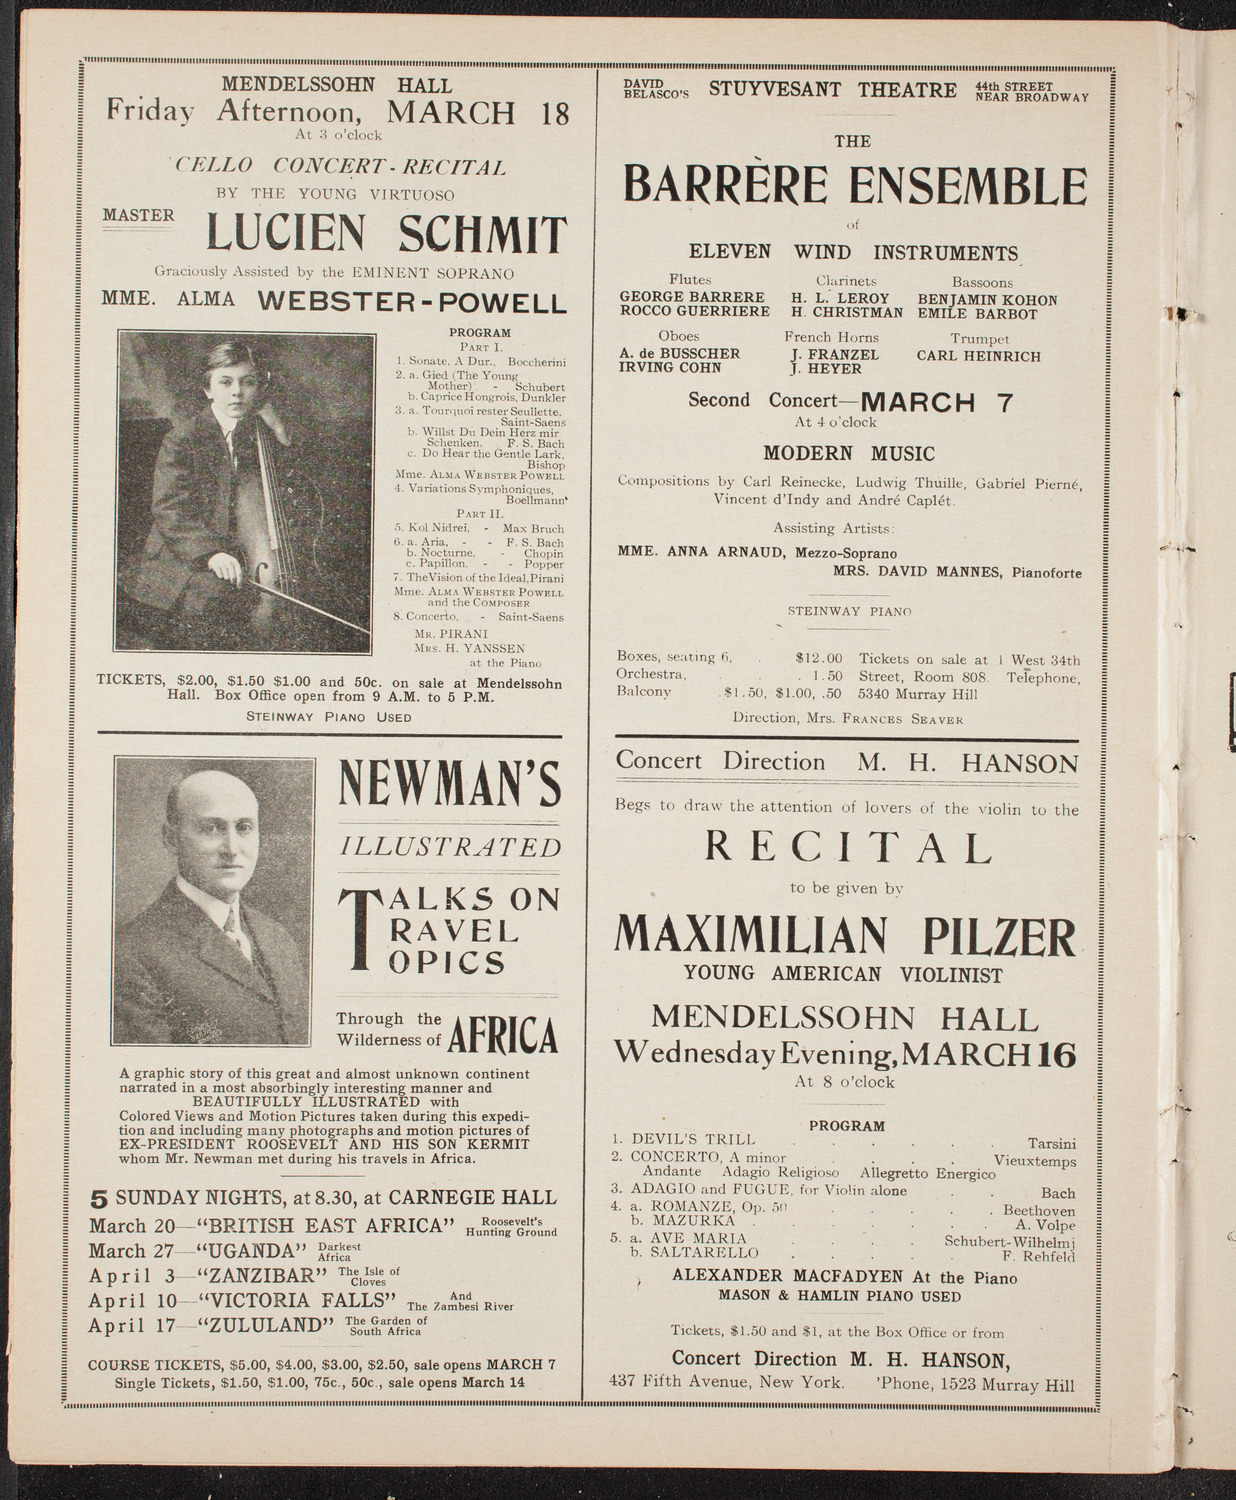 MENDELSSOHN HALL
Friday Afternoon, MARCH 18
At 3 o'clock
CELLO CONCERT-RECITAL
BY THE YOUNG VIRTUOSO
MASTER LUCIEN SCHMIT
Graciously Assisted by the EMINENT SOPRANO
MME. ALMA WEBSTER-POWELL
PROGRAM
PART I.
1. Sonate, A Dur., Boccherini
2. a. Gied (The Young
Mother) - Schubert
b. Caprice Hongrois, Dunkler
3. a. Tourquoi rester Seullette,
Saint-Saens
b. Willst Du Dein Herz mir
Schenken, F. S. Bach
c. Do Hear the Gentle Lark,
Bishop
Mme. ALMA WEBSTER POWELL
4. Variations Symphoniques,
Boellmann
PART II.
5. Kol Nidrei, - Max Bruch
6. a. Aria, - - F. S. Bach
b. Nocturne, - Chopin
c. Papillon. - - Popper
7. TheVision of the Ideal,Pirani
Mme. ALMA WEBSTER POWELL
and the COMPOSER
8. Concerto, - Saint-Saens
MR. PIRANI
MRS. H. YANSSEN
at the Piano
TICKETS, $2.00, $1.50 $1.00 and 50c. on sale at Mendelssohn
Hall. Box Office open from 9 A.M. to 5 P.M.
STEINWAY PIANO USED
NEWMAN'S
ILLUSTRATED
TALKS ON
TRAVEL
TOPICS
Through the
Wilderness of AFRICA
A graphic story of this great and almost unknown continent
narrated in a most absorbingly interesting manner and
BEAUTIFULLY ILLUSTRATED with
Colored Views and Motion Pictures taken during this expedi-
tion and including many photographs and motion pictures of
EX-PRESIDENT ROOSEVELT AND HIS SON KERMIT
whom Mr. Newman met during his travels in Africa.
5 SUNDAY NIGHTS, at 8.30, at CARNEGIE HALL
March 20—"BRITISH EAST AFRICA" Roosevelt's Hunting Ground
March 27—"UGANDA" Darkest Africa
April 3—"ZANZIBAR" The Isle of Cloves
April 10—"VICTORIA FALLS" And The Zambesi River
April 17—"ZULULAND" The Garden of South Africa
COURSE TICKETS, $5.00, $4.00, $3.00, $2.50, sale opens MARCH 7
Single Tickets, $1.50, $1.00, 75c., 50c., sale opens March 14
DAVID BELASCO'S STUYVESANT THEATRE 44th STREET NEAR BROADWAY
THE
BARRÈRE ENSEMBLE
of
ELEVEN WIND INSTRUMENTS
Flutes Clarinets Bassoons
GEORGE BARRERE H. L. LEROY BENJAMIN KOHON
ROCCO GUERRIERE H. CHRISTMAN EMILE BARBOT
Oboes French Horns Trumpet
A. de BUSSCHER J. FRANZEL CARL HEINRICH
IRVING COHN J. HEYER
Second Concert—MARCH 7
At 4 o'clock
MODERN MUSIC
Compositions by Carl Reinecke, Ludwig Thuille, Gabriel Pierné,
Vincent d'Indy and André Caplét.
Assisting Artists:
MME. ANNA ARNAUD, Mezzo-Soprano
MRS. DAVID MANNES, Pianoforte
STEINWAY PIANO
Boxes, seating 6, . $12.00 Tickets on sale at 1 West 34th
Orchestra, . . . 1.50 Street, Room 808. Telephone,
Balcony . $1.50, $1.00, .50 5340 Murray Hill
Direction, Mrs. FRANCES SEAVER
Concert Direction M. H. HANSON
Begs to draw the attention of lovers of the violin to the
RECITAL
to be given by
MAXIMILIAN PILZER
YOUNG AMERICAN VIOLINIST
MENDELSSOHN HALL
Wednesday Evening, MARCH 16
At 8 o'clock
PROGRAM
1. DEVIL'S TRILL . . . . . . Tarsini
2. CONCERTO, A minor . . . . Vieuxtemps
Andante Adagio Religioso Allegretto Energico
3. ADAGIO and FUGUE, for Violin alone . . Bach
4. a. ROMANZE, Op. 50 . . . . . Beethoven
b. MAZURKA . . . . . . . A. Volpe
5. a. AVE MARIA . . . . Schubert-Wilhelmj
b. SALTARELLO . . . . . F. Rehfeld
ALEXANDER MACFADYEN At the Piano
MASON & HAMLIN PIANO USED
Tickets, $1.50 and $1, at the Box Office or from
Concert Direction M. H. HANSON,
437 Fifth Avenue, New York. 'Phone, 1523 Murray Hill